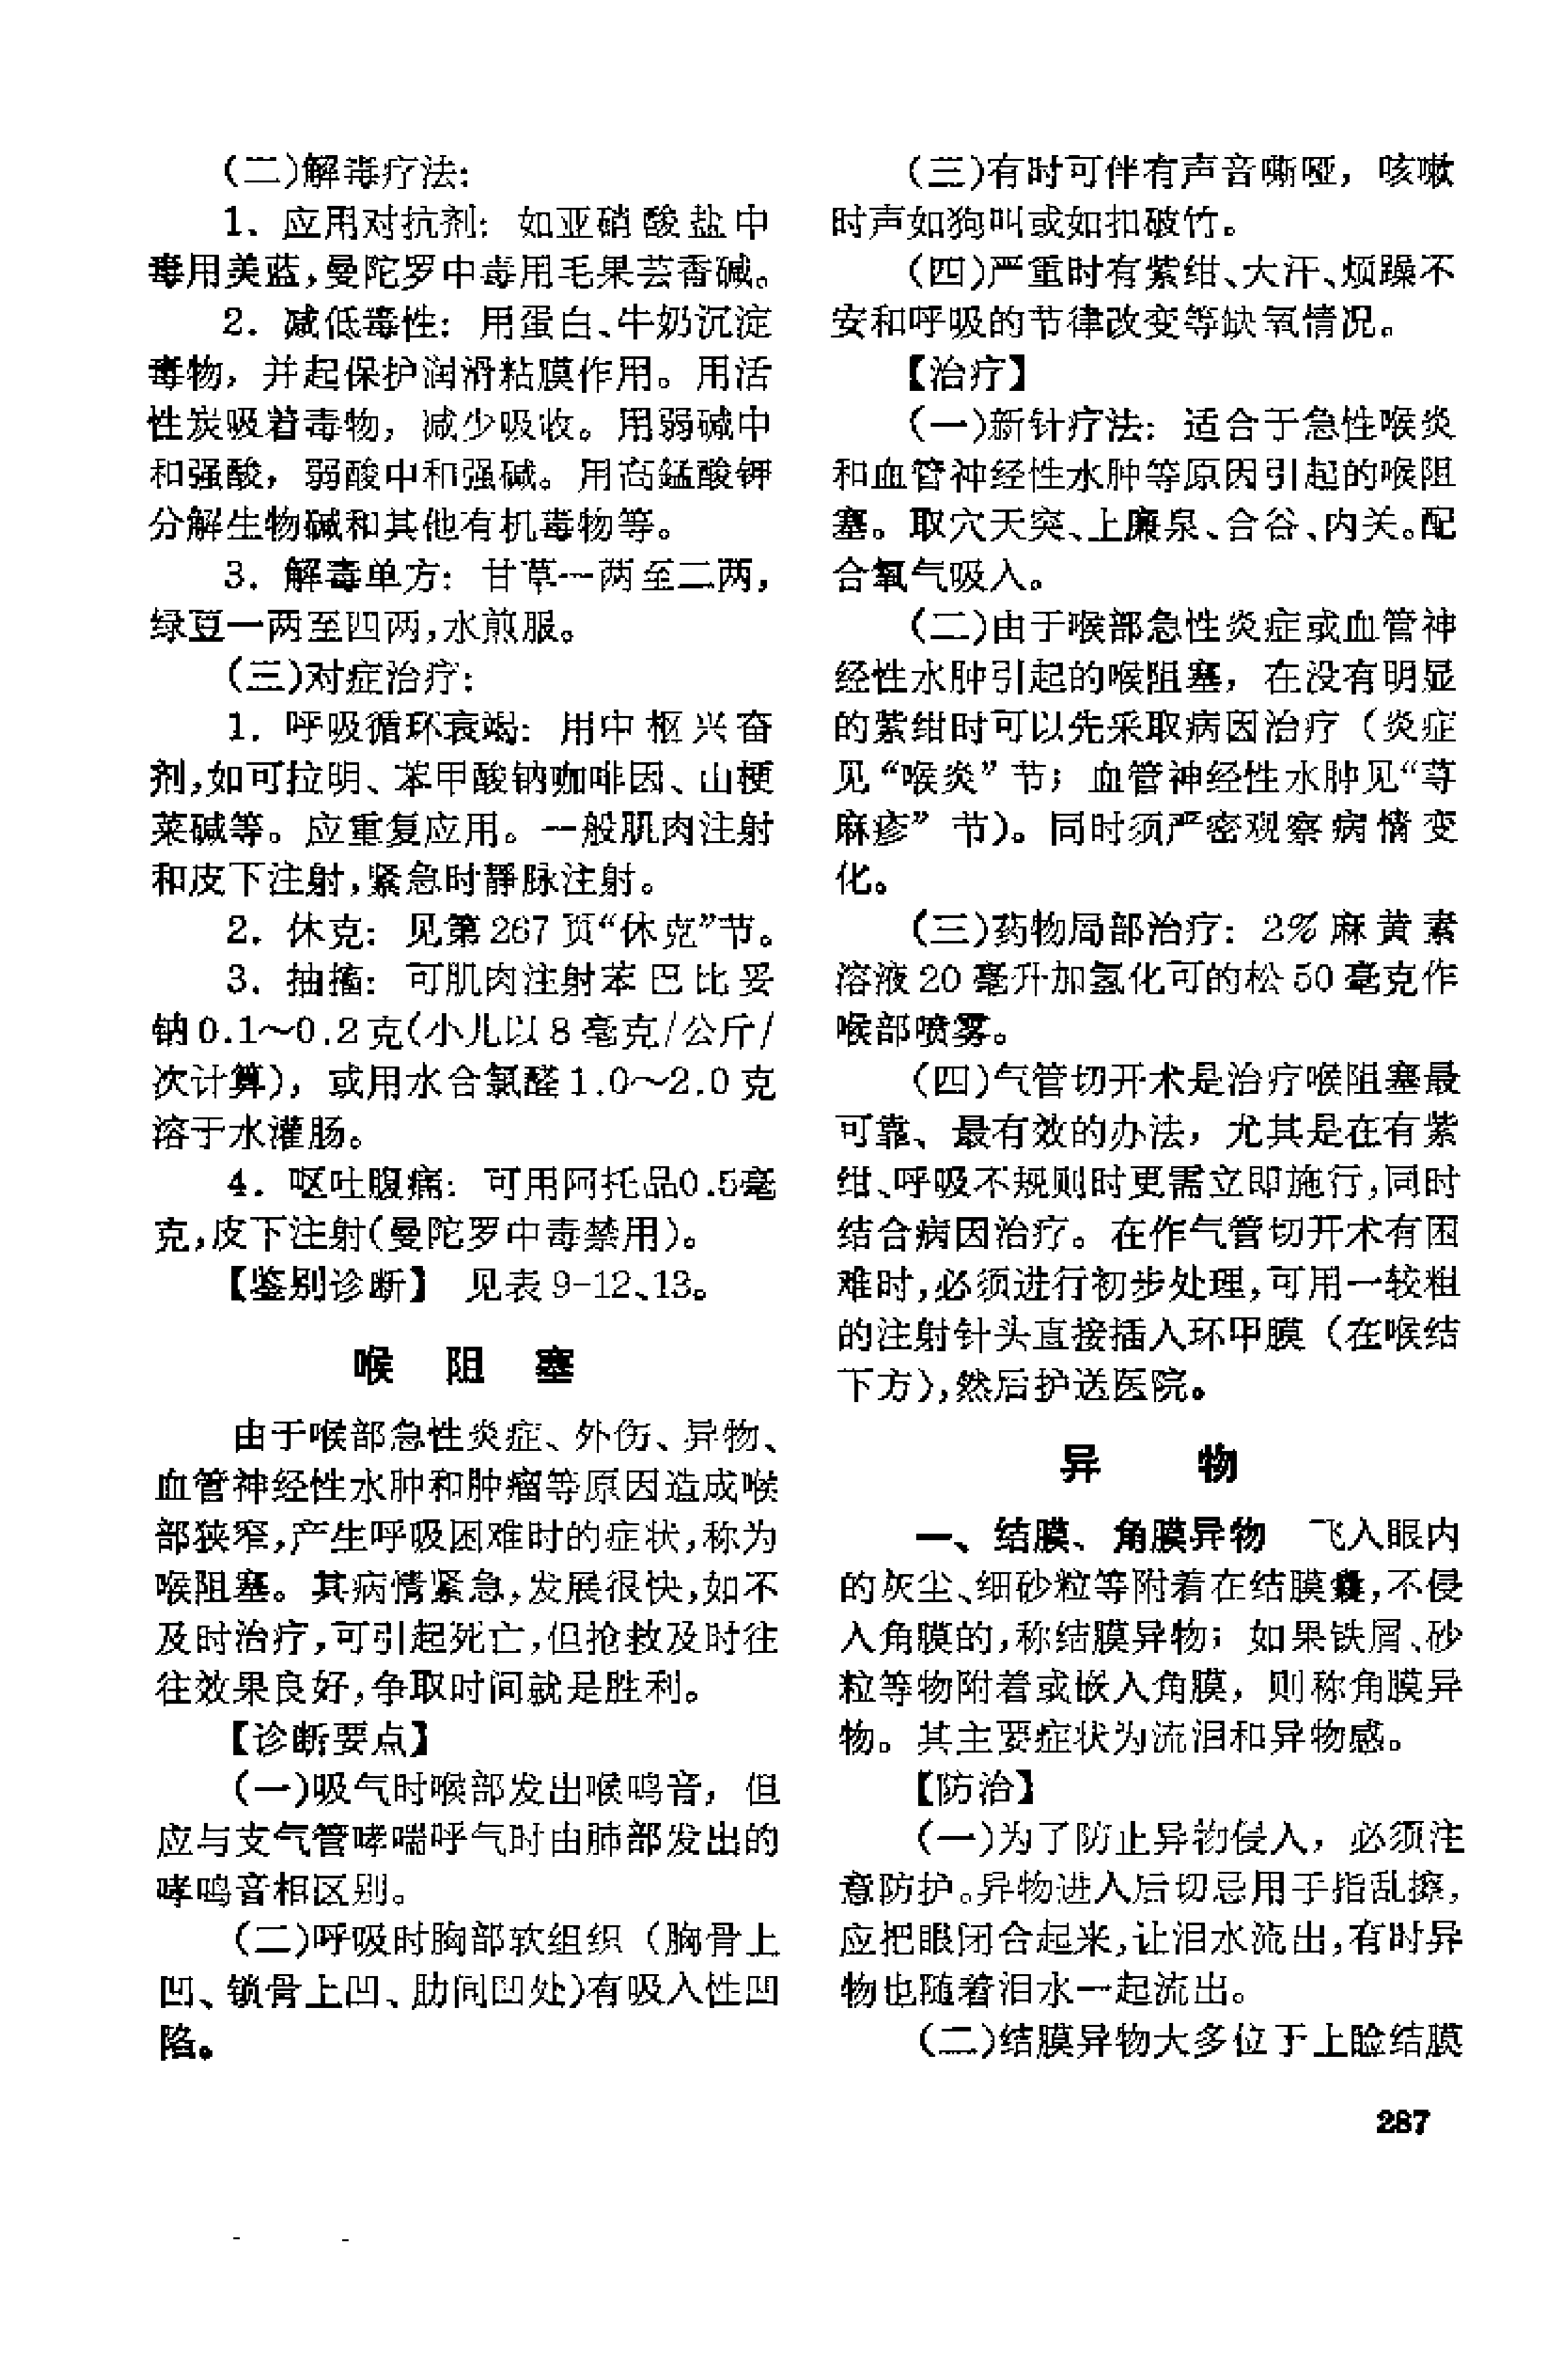 (二)解毒疗法:
1. 应用对抗剂: 如亚硝酸盐中
毒用美蓝,曼陀罗中毒用毛果芸香碱。
2. 减低毒性: 用蛋白、牛奶沉淀
毒物, 并起保护润滑粘膜作用。用活
性炭吸着毒物, 减少吸收。用弱碱中
和强酸, 弱酸中和强碱。用高锰酸钾
分解生物碱和其他有机毒物等。
3. 解毒单方: 甘草一两至二两,
绿豆一两至四两,水煎服。
(三)对症治疗:
1. 呼吸循环衰竭: 用中枢兴奋
剂,如可拉明、苯甲酸钠咖啡因、山梗
菜碱等。应重复应用。一般肌肉注射
和皮下注射,紧急时静脉注射。
2. 休克: 见第267页“休克”节。
3. 抽搐: 可肌肉注射苯巴比妥
钠0.1～0.2克(小儿以8毫克/公斤/
次计算), 或用水合氯醛1.0～2.0克
溶于水灌肠。
4. 呕吐腹痛: 可用阿托品0.5毫
克,皮下注射(曼陀罗中毒禁用)。
【鉴别诊断】 见表9-12、13。
喉 阻 塞
由于喉部急性炎症、外伤、异物、
血管神经性水肿和肿瘤等原因造成喉
部狭窄,产生呼吸困难时的症状,称为
喉阻塞。其病情紧急,发展很快,如不
及时治疗,可引起死亡,但抢救及时往
往效果良好,争取时间就是胜利。
【诊断要点】
(一)吸气时喉部发出喉鸣音, 但
应与支气管哮喘呼气时由肺部发出的
哮鸣音相区别。
(二)呼吸时胸部软组织（胸骨上
凹、锁骨上凹、肋间凹处)有吸入性凹
陷。
(三)有时可伴有声音嘶哑, 咳嗽
时声如狗叫或如扣破竹。
(四)严重时有紫绀、大汗、烦躁不
安和呼吸的节律改变等缺氧情况。
【治疗】
(一)新针疗法: 适合于急性喉炎
和血管神经性水肿等原因引起的喉阻
塞。取穴天突、上廉泉、合谷、内关。配
合氧气吸入。
(二)由于喉部急性炎症或血管神
经性水肿引起的喉阻塞, 在没有明显
的紫绀时可以先采取病因治疗（炎症
见“喉炎”节; 血管神经性水肿见“荨
麻疹”节)。同时须严密观察病情变
化。
(三)药物局部治疗: 2%麻黄素
溶液20毫升加氢化可的松50毫克作
喉部喷雾。
(四)气管切开术是治疗喉阻塞最
可靠、最有效的办法, 尤其是在有紫
绀、呼吸不规则时更需立即施行,同时
结合病因治疗。在作气管切开术有困
难时,必须进行初步处理,可用一较粗
的注射针头直接插入环甲膜（在喉结
下方),然后护送医院。
异 物
一、结膜、角膜异物 飞入眼内
的灰尘、细砂粒等附着在结膜囊,不侵
入角膜的,称结膜异物; 如果铁屑、砂
粒等物附着或嵌入角膜, 则称角膜异
物。其主要症状为流泪和异物感。
【防治】
(一)为了防止异物侵入, 必须注
意防护。异物进入后切忌用手指乱擦,
应把眼闭合起来,让泪水流出,有时异
物也随着泪水一起流出。
(二)结膜异物大多位于上睑结膜
287